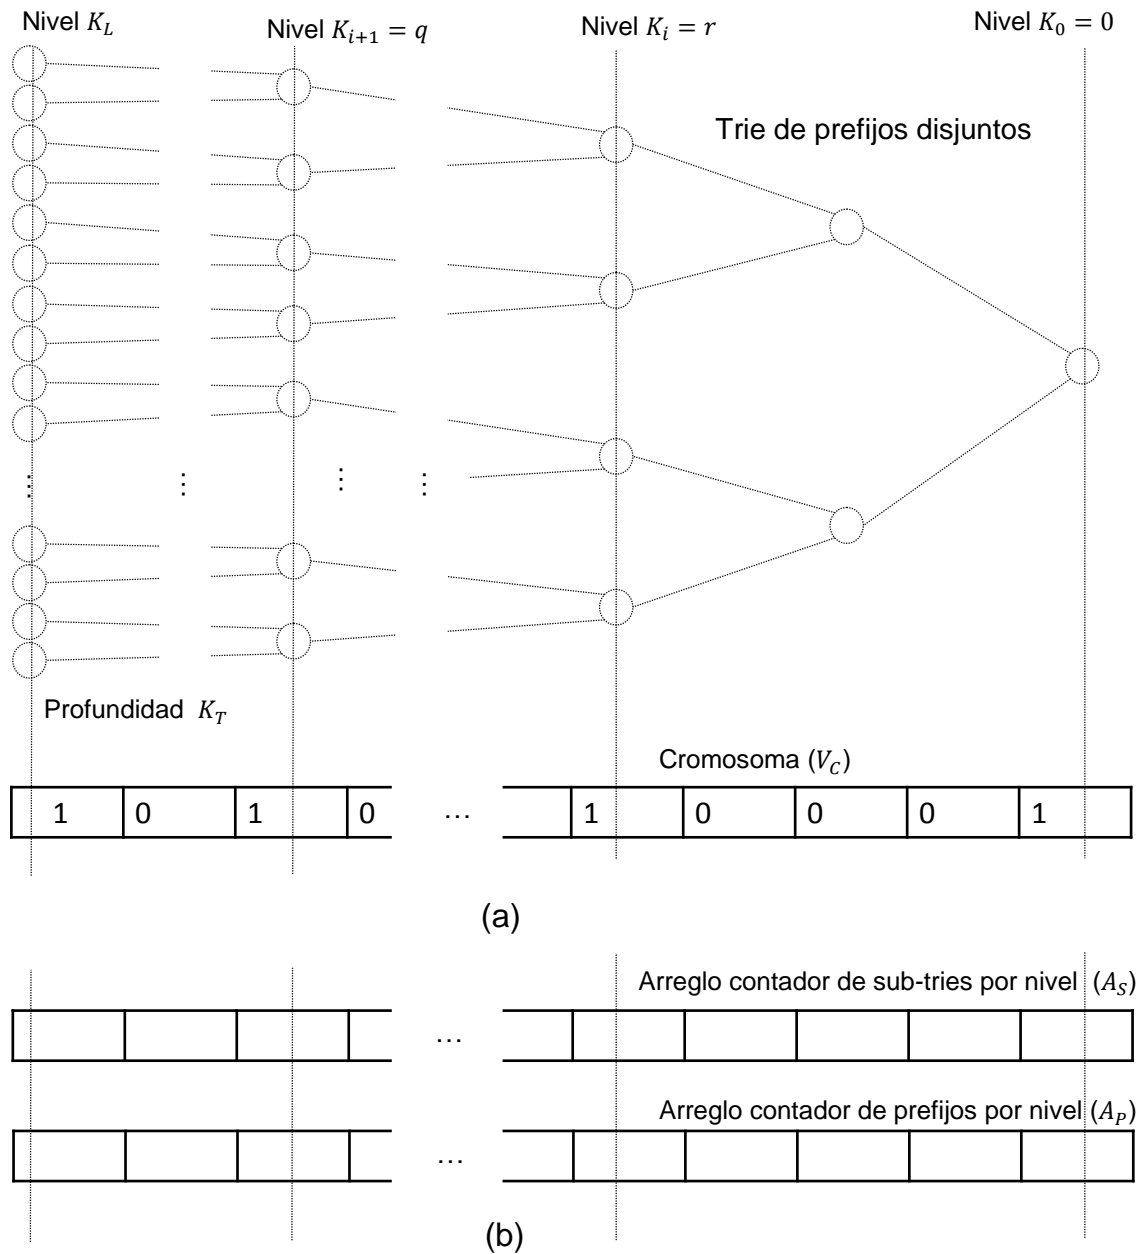 Nivel K_L
Nivel K_{i+1} = q
Nivel K_i = r
Nivel K_0 = 0
Trie de prefijos disjuntos
⋮ ⋮ ⋮ ⋮
Profundidad K_T
Cromosoma (V_C)
1 0 1 0 ... 1 0 0 0 1
(a)
Arreglo contador de sub-tries por nivel (A_S)
...
Arreglo contador de prefijos por nivel (A_P)
...
(b)